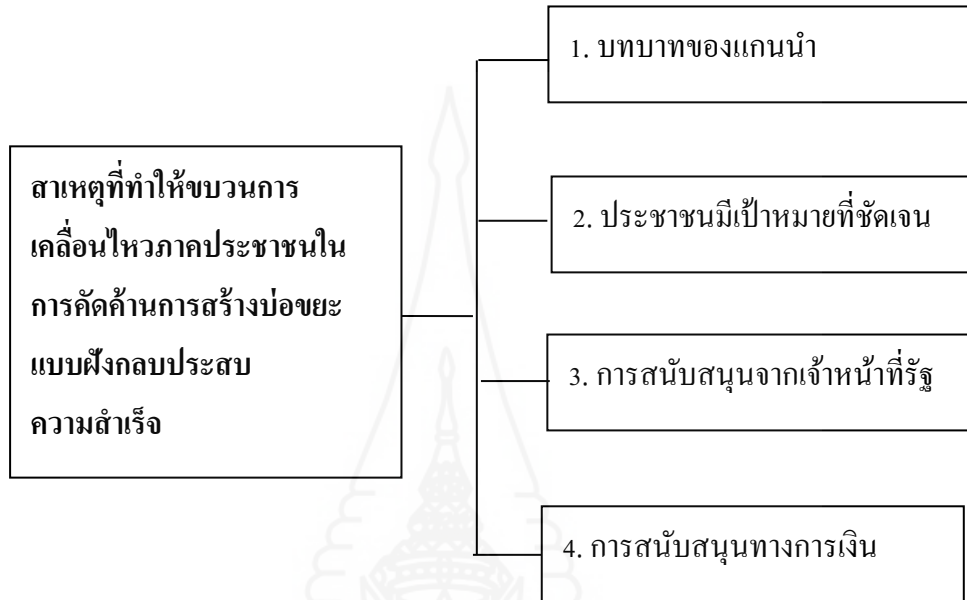 สาเหตุที่ทำให้ขบวนการ
เคลื่อนไหวภาคประชาชนใน
การคัดค้านการสร้างบ่อขยะ
แบบฝังกลบประสบ
ความสำเร็จ
1. บทบาทของแกนนำ
2. ประชาชนมีเป้าหมายที่ชัดเจน
3. การสนับสนุนจากเจ้าหน้าที่รัฐ
4. การสนับสนุนทางการเงิน